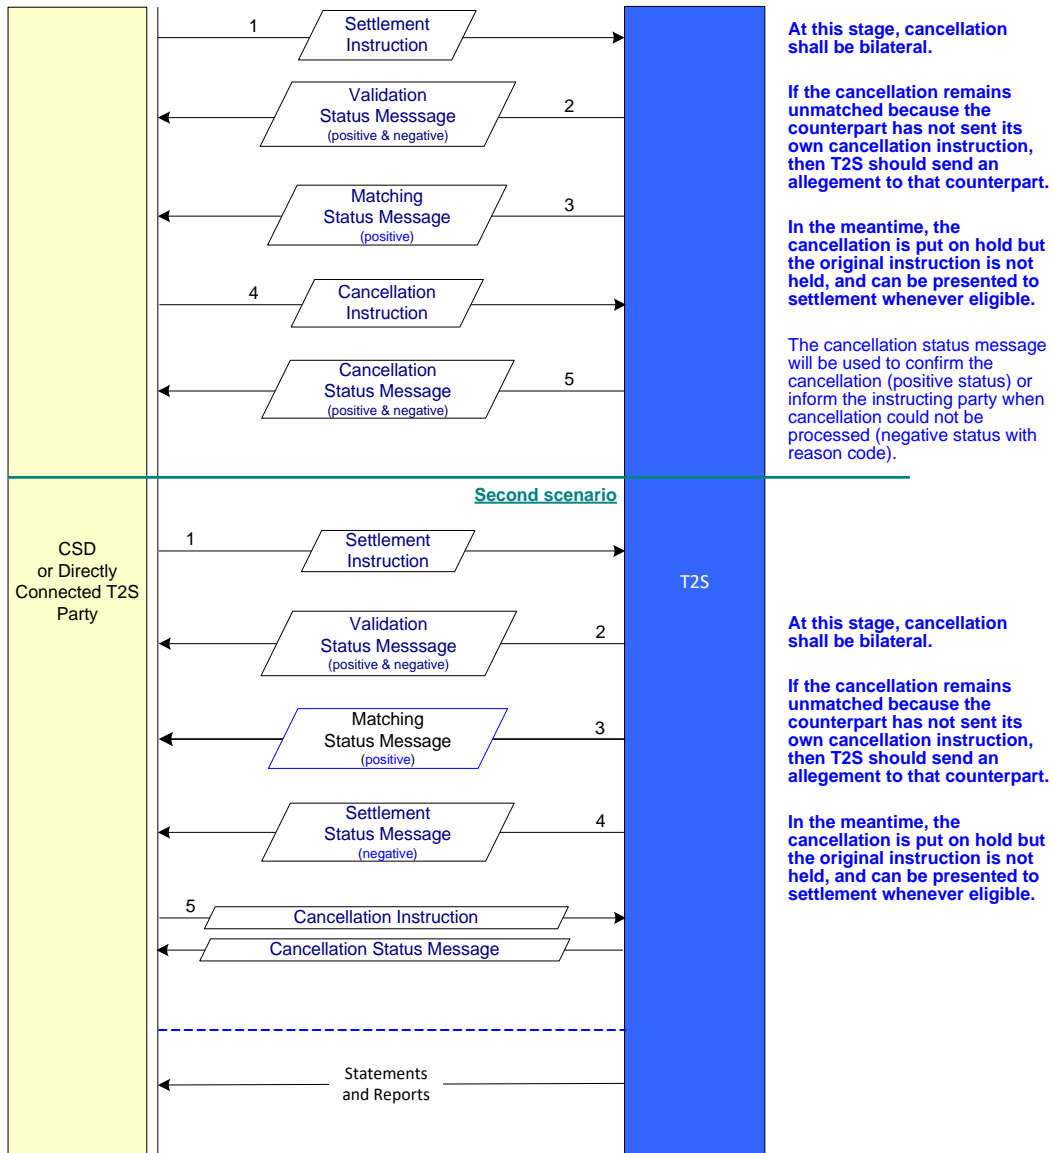 1
Settlement
Instruction
At this stage, cancellation
shall be bilateral.
Validation
Status Messsage
(positive & negative)
2
If the cancellation remains
unmatched because the
counterpart has not sent its
own cancellation instruction,
then T2S should send an
allegement to that counterpart.
Matching
Status Message
(positive)
3
In the meantime, the
cancellation is put on hold but
the original instruction is not
held, and can be presented to
settlement whenever eligible.
4
Cancellation
Instruction
Cancellation
Status Message
(positive & negative)
5
The cancellation status message
will be used to confirm the
cancellation (positive status) or
inform the instructing party when
cancellation could not be
processed (negative status with
reason code).
Second scenario
CSD
or Directly
Connected T2S
Party
T2S
1
Settlement
Instruction
Validation
Status Messsage
(positive & negative)
2
At this stage, cancellation
shall be bilateral.
Matching
Status Message
(positive)
3
If the cancellation remains
unmatched because the
counterpart has not sent its
own cancellation instruction,
then T2S should send an
allegement to that counterpart.
Settlement
Status Message
(negative)
4
In the meantime, the
cancellation is put on hold but
the original instruction is not
held, and can be presented to
settlement whenever eligible.
5
Cancellation Instruction
Cancellation Status Message
Statements
and Reports